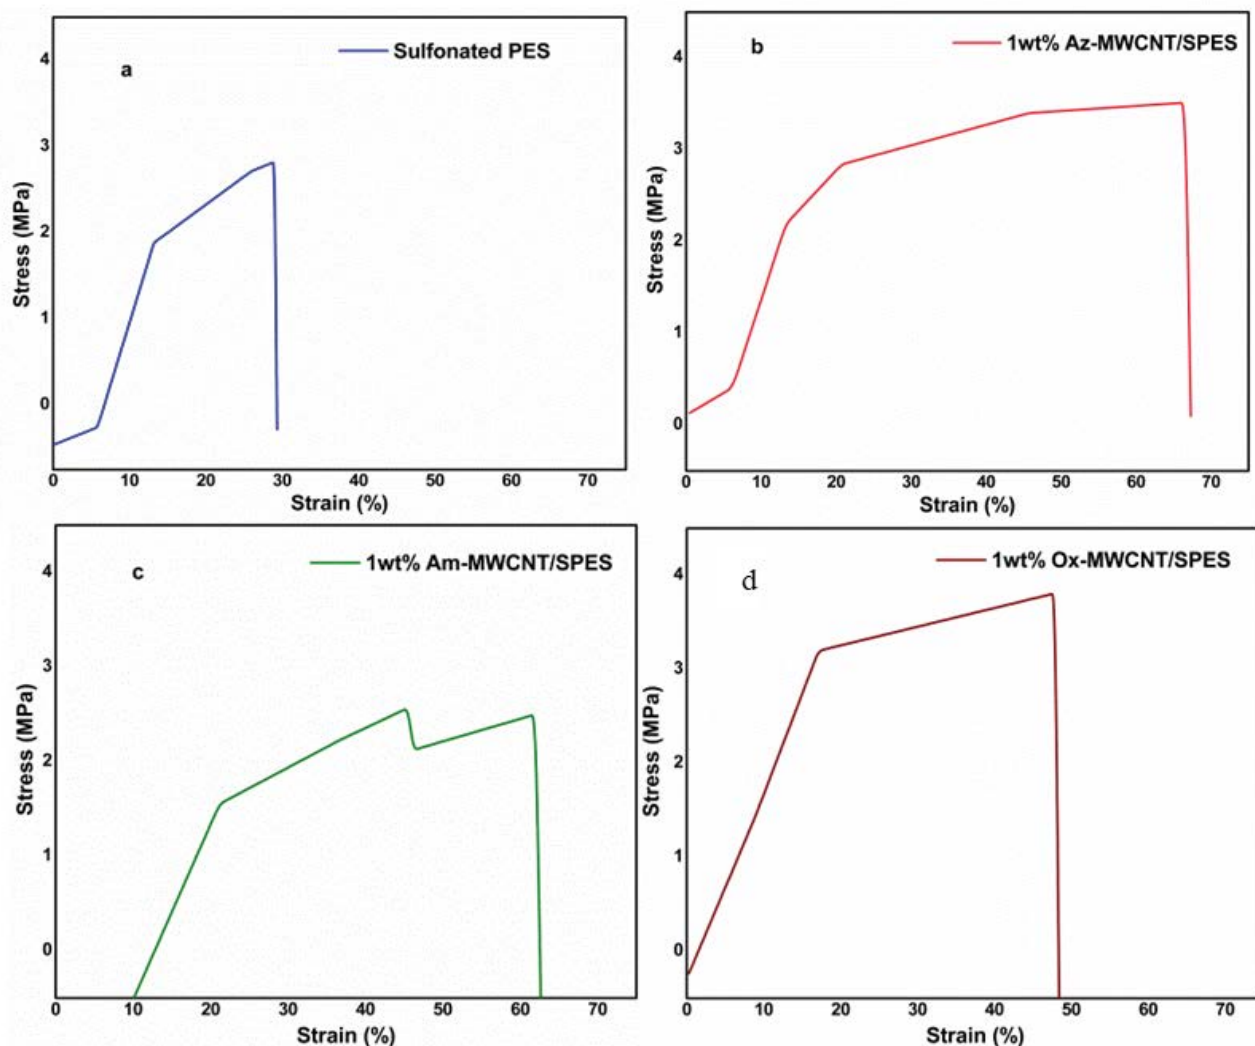 a
Sulfonated PES
Stress (MPa)
4
3
2
1
0
0 10 20 30 40 50 60 70
Strain (%)
b
1wt% Az-MWCNT/SPES
Stress (MPa)
4
3
2
1
0
0 10 20 30 40 50 60 70
Strain (%)
c
1wt% Am-MWCNT/SPES
Stress (MPa)
4
3
2
1
0
0 10 20 30 40 50 60 70
Strain (%)
d
1wt% Ox-MWCNT/SPES
Stress (MPa)
4
3
2
1
0
0 10 20 30 40 50 60 70
Strain (%)